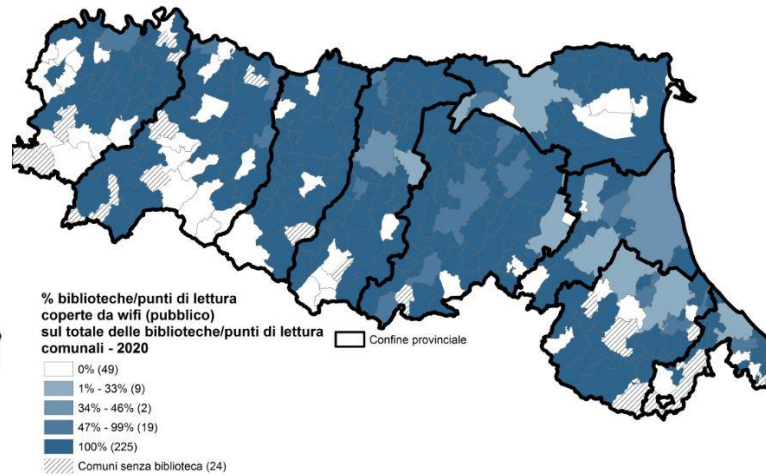 % biblioteche/punti di lettura
coperte da wifi (pubblico)
sul totale delle biblioteche/punti di lettura
comunali - 2020
Confine provinciale
0% (49)
1% - 33% (9)
34% - 46% (2)
47% - 99% (19)
100% (225)
Comuni senza biblioteca (24)